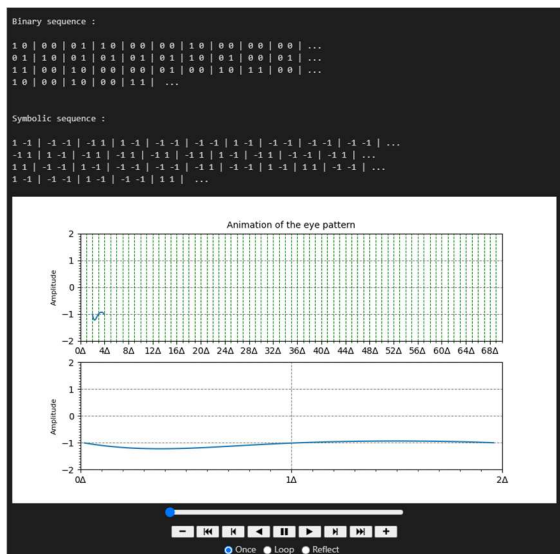 Binary sequence :
1 0 | 0 0 | 0 1 | 1 0 | 0 0 | 0 0 | 1 0 | 0 0 | 0 0 | 0 0 | ...
0 1 | 1 0 | 0 1 | 0 1 | 0 1 | 0 1 | 1 0 | 0 1 | 0 0 | 0 1 | ...
1 1 | 0 0 | 1 0 | 0 0 | 0 0 | 0 1 | 0 0 | 1 0 | 1 1 | 0 0 | ...
1 0 | 0 0 | 1 0 | 0 0 | 1 1 | ...
Symbolic sequence :
1 -1 | -1 -1 | -1 1 | 1 -1 | -1 -1 | -1 -1 | 1 -1 | -1 -1 | -1 -1 | -1 -1 | ...
-1 1 | 1 -1 | -1 1 | -1 1 | -1 1 | -1 1 | 1 -1 | -1 1 | -1 -1 | -1 1 | ...
1 1 | -1 -1 | 1 -1 | -1 -1 | -1 -1 | -1 1 | -1 -1 | 1 -1 | 1 1 | -1 -1 | ...
1 -1 | -1 -1 | 1 -1 | -1 -1 | 1 1 | ...
Animation of the eye pattern
Amplitude
2
1
0
−1
−2
0Δ 4Δ 8Δ 12Δ 16Δ 20Δ 24Δ 28Δ 32Δ 36Δ 40Δ 44Δ 48Δ 52Δ 56Δ 60Δ 64Δ 68Δ
Amplitude
2
1
0
−1
−2
0Δ 1Δ 2Δ
Once Loop Reflect